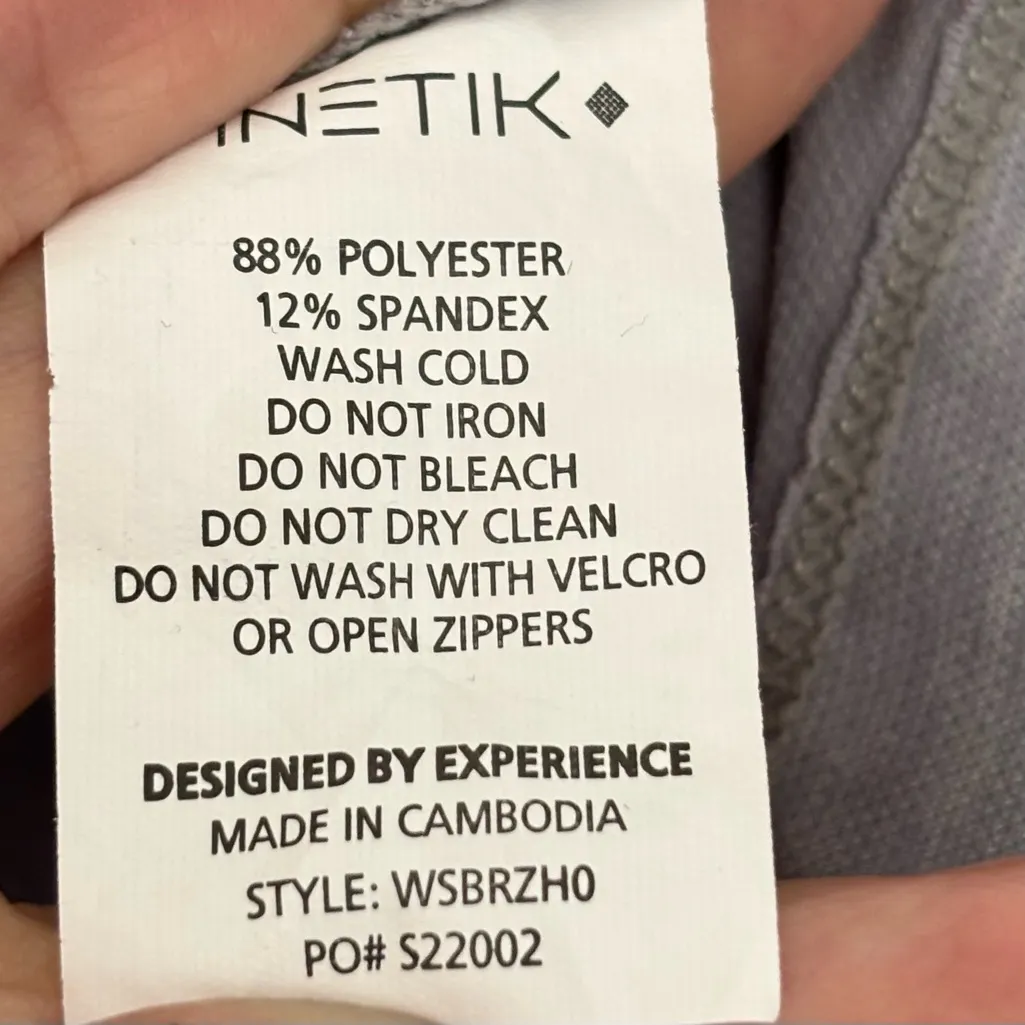 INETIK
88% POLYESTER
12% SPANDEX
WASH COLD
DO NOT IRON
DO NOT BLEACH
DO NOT DRY CLEAN
DO NOT WASH WITH VELCRO
OR OPEN ZIPPERS
DESIGNED BY EXPERIENCE
MADE IN CAMBODIA
STYLE: WSBRZH0
PO# S22002